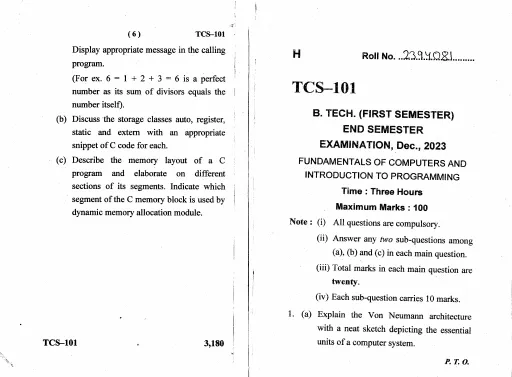 ( 6 ) TCS–101
Display appropriate message in the calling
program.
(For ex. 6 = 1 + 2 + 3 = 6 is a perfect
number as its sum of divisors equals the
number itself).
(b) Discuss the storage classes auto, register,
static and extern with an appropriate
snippet of C code for each.
(c) Describe the memory layout of a C
program and elaborate on different
sections of its segments. Indicate which
segment of the C memory block is used by
dynamic memory allocation module.
TCS–101 3,180
H Roll No. ..2394081.........
TCS–101
B. TECH. (FIRST SEMESTER)
END SEMESTER
EXAMINATION, Dec., 2023
FUNDAMENTALS OF COMPUTERS AND
INTRODUCTION TO PROGRAMMING
Time : Three Hours
Maximum Marks : 100
Note : (i) All questions are compulsory.
(ii) Answer any two sub-questions among
(a), (b) and (c) in each main question.
(iii) Total marks in each main question are
twenty.
(iv) Each sub-question carries 10 marks.
1. (a) Explain the Von Neumann architecture
with a neat sketch depicting the essential
units of a computer system.
P. T. O.